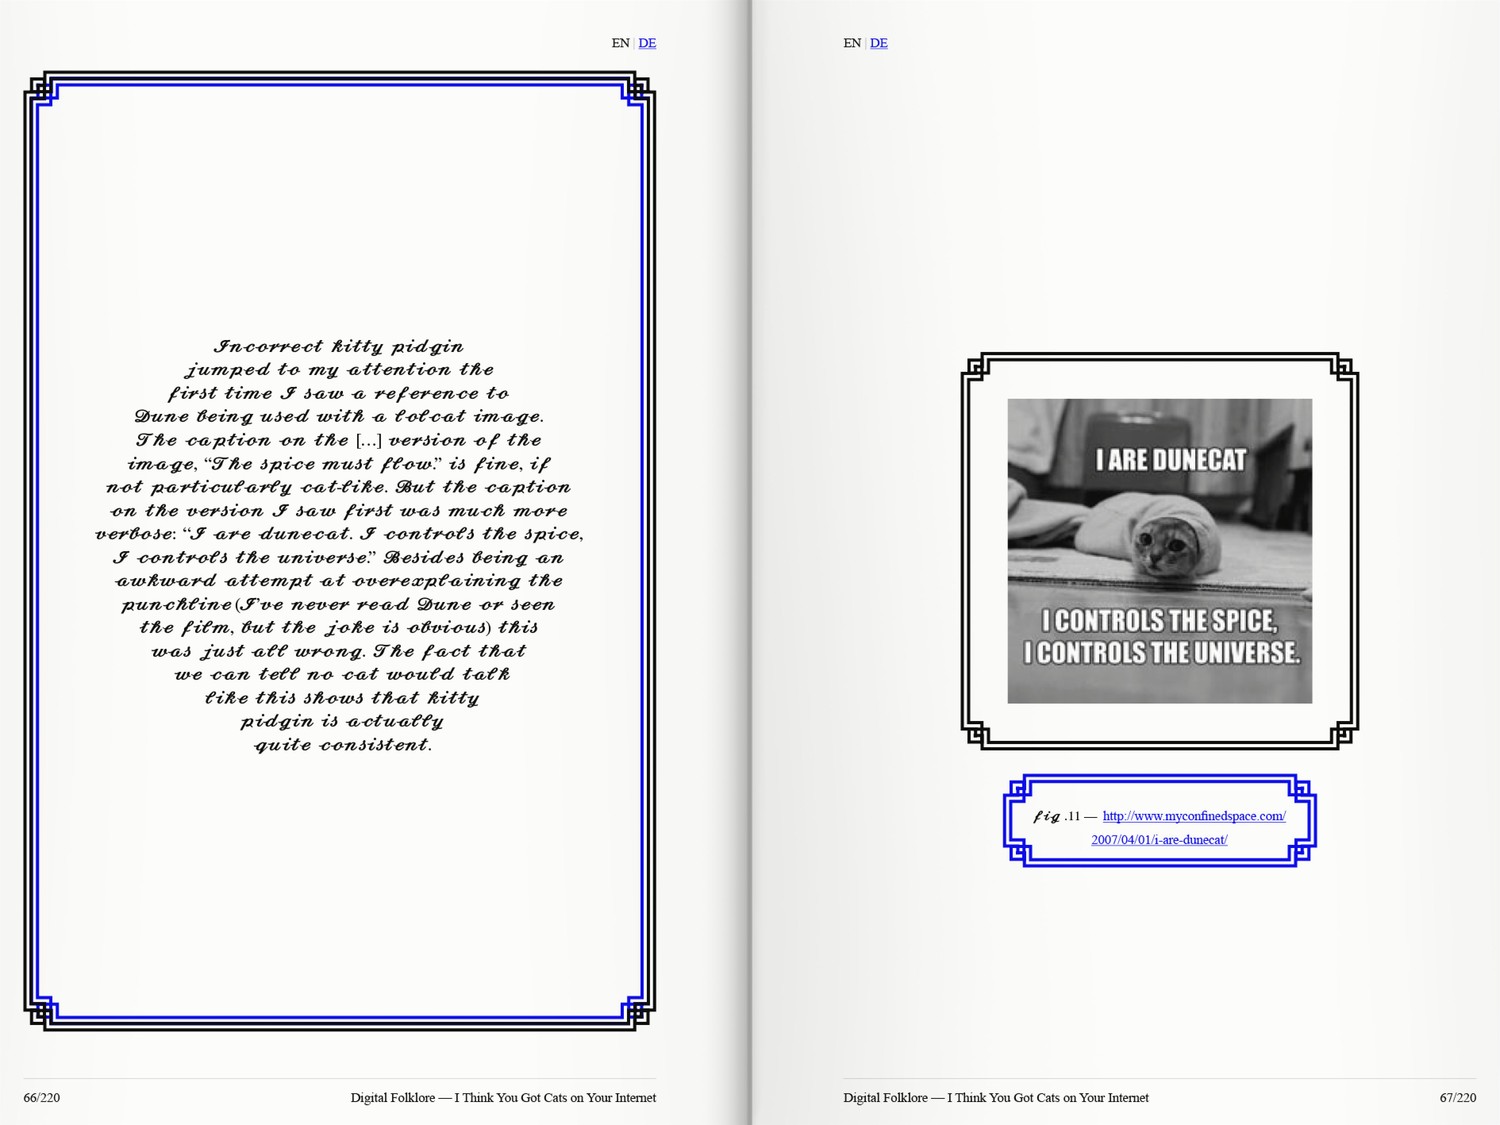 EN | DE
Incorrect kitty pidgin
jumped to my attention the
first time I saw a reference to
Dune being used with a lolcat image.
The caption on the […] version of the
image, “The spice must flow.” is fine, if
not particularly cat-like. But the caption
on the version I saw first was much more
verbose: “I are dunecat. I controls the spice,
I controls the universe.” Besides being an
awkward attempt at overexplaining the
punchline (I’ve never read Dune or seen
the film, but the joke is obvious) this
was just all wrong. The fact that
we can tell no cat would talk
like this shows that kitty
pidgin is actually
quite consistent.
66/220
Digital Folklore — I Think You Got Cats on Your Internet
EN | DE
I ARE DUNECAT
I CONTROLS THE SPICE,
I CONTROLS THE UNIVERSE.
fig .11 — http://www.myconfinedspace.com/
2007/04/01/i-are-dunecat/
Digital Folklore — I Think You Got Cats on Your Internet
67/220